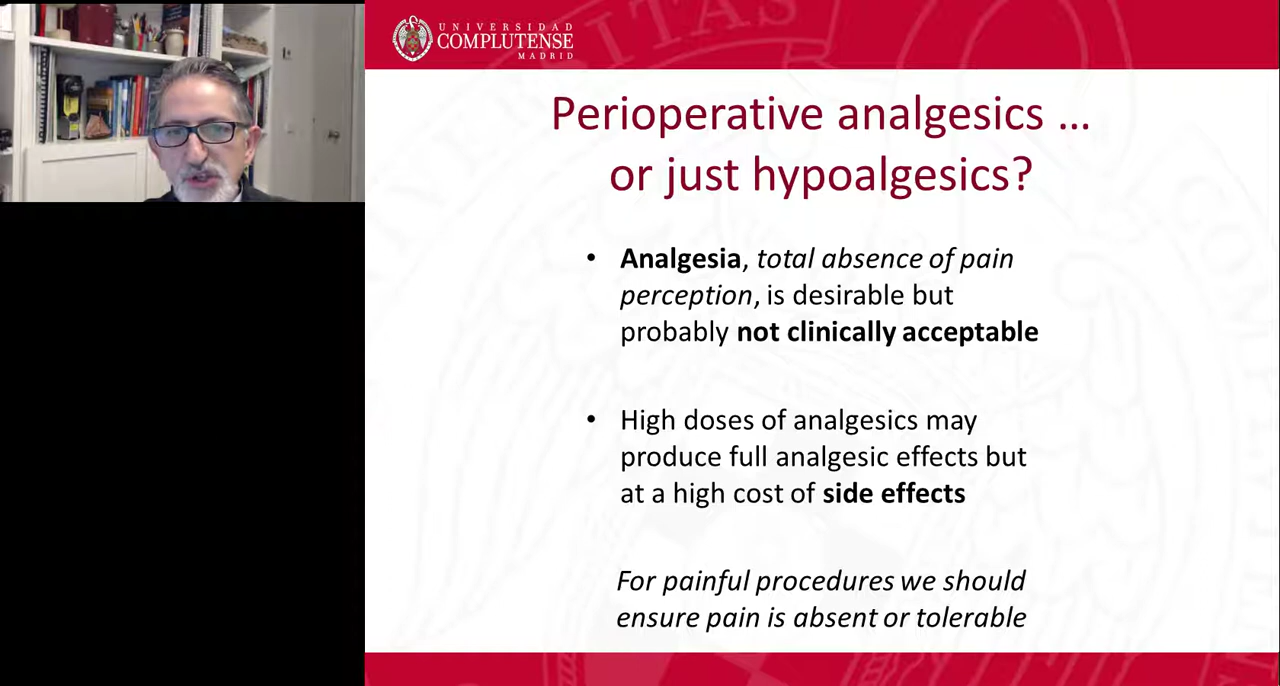 UNIVERSIDAD
COMPLUTENSE
MADRID
Perioperative analgesics …
or just hypoalgesics?
• Analgesia, total absence of pain
perception, is desirable but
probably not clinically acceptable
• High doses of analgesics may
produce full analgesic effects but
at a high cost of side effects
For painful procedures we should
ensure pain is absent or tolerable